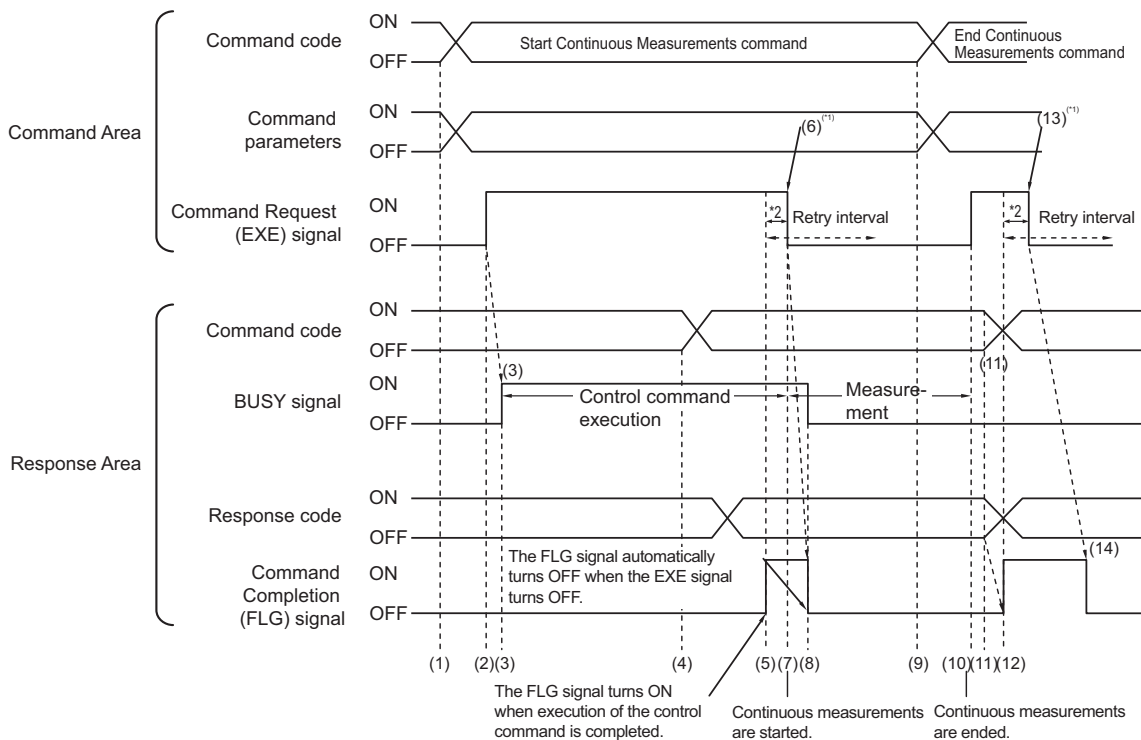 ON
Command code
OFF
Start Continuous Measurements command
End Continuous
Measurements command
Command Area
ON
Command
parameters
OFF
(6)(*1)
(13)(*1)
Command Request
(EXE) signal
ON
OFF
*2
Retry interval
*2
Retry interval
Response Area
ON
Command code
OFF
(11)
ON
BUSY signal
OFF
(3)
Control command
execution
Measure-
ment
ON
Response code
OFF
Command
Completion
(FLG) signal
ON
OFF
The FLG signal automatically
turns OFF when the EXE signal
turns OFF.
(14)
(1) (2)(3) (4) (5)(7)(8) (9) (10)(11)(12)
The FLG signal turns ON
when execution of the control
command is completed.
Continuous measurements
are started.
Continuous measurements
are ended.